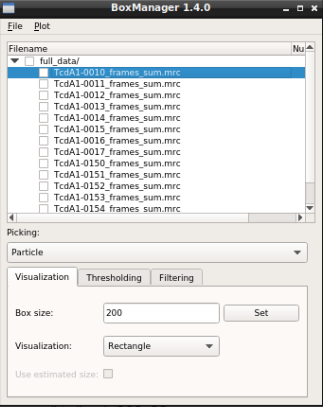 BoxManager 1.4.0
File Plot
Filename Nu
full_data/
TcdA1-0010_frames_sum.mrc
TcdA1-0011_frames_sum.mrc
TcdA1-0012_frames_sum.mrc
TcdA1-0013_frames_sum.mrc
TcdA1-0014_frames_sum.mrc
TcdA1-0015_frames_sum.mrc
TcdA1-0016_frames_sum.mrc
TcdA1-0017_frames_sum.mrc
TcdA1-0150_frames_sum.mrc
TcdA1-0151_frames_sum.mrc
TcdA1-0152_frames_sum.mrc
TcdA1-0153_frames_sum.mrc
TcdA1-0154_frames_sum.mrc
Picking:
Particle
Visualization Thresholding Filtering
Box size: 200 Set
Visualization: Rectangle
Use estimated size: